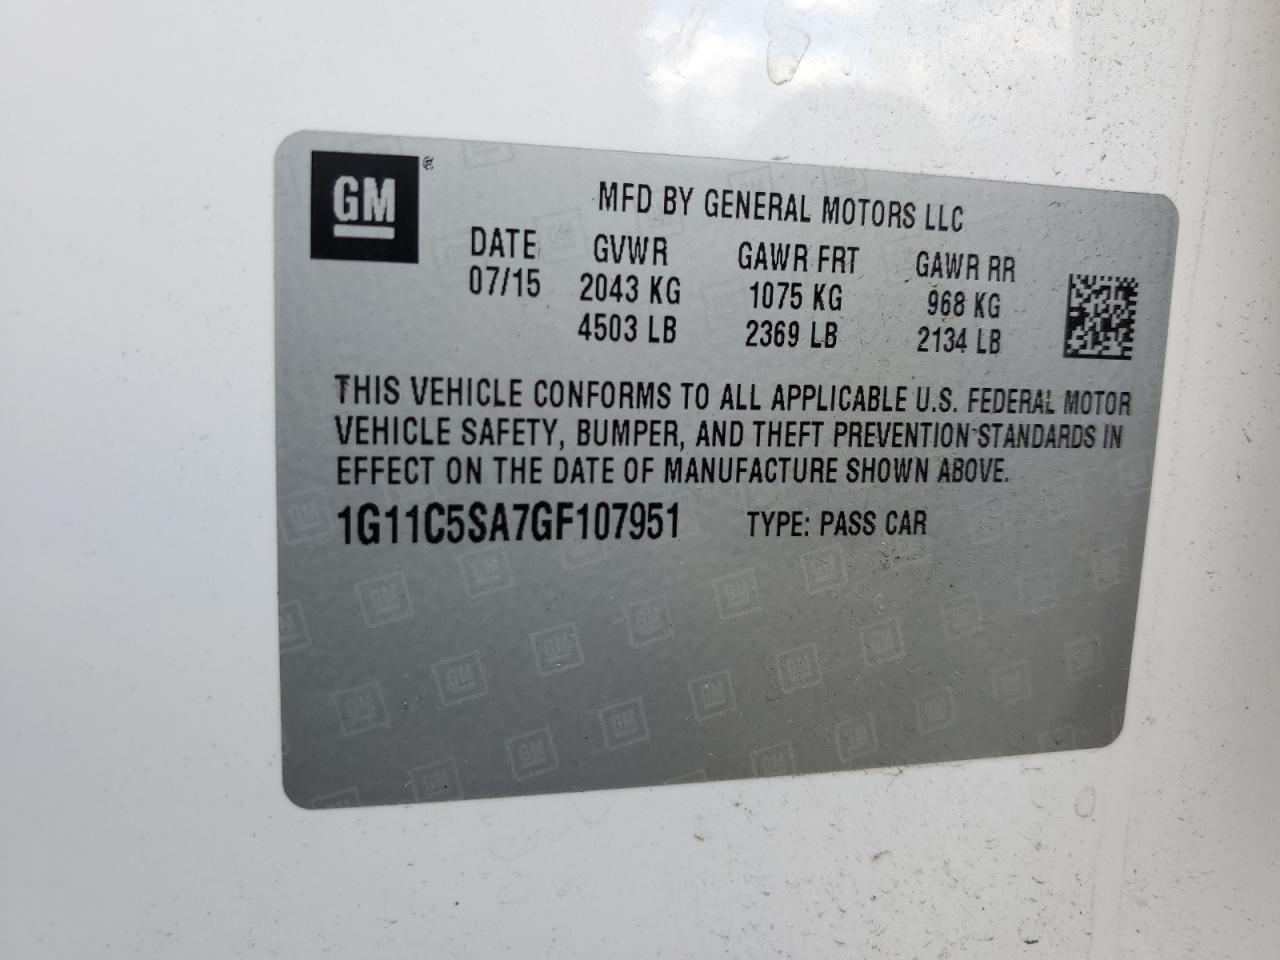 GM ®
MFD BY GENERAL MOTORS LLC
DATE GVWR GAWR FRT GAWR RR
07/15 2043 KG 1075 KG 968 KG
4503 LB 2369 LB 2134 LB
THIS VEHICLE CONFORMS TO ALL APPLICABLE U.S. FEDERAL MOTOR
VEHICLE SAFETY, BUMPER, AND THEFT PREVENTION STANDARDS IN
EFFECT ON THE DATE OF MANUFACTURE SHOWN ABOVE.
1G11C5SA7GF107951 TYPE: PASS CAR